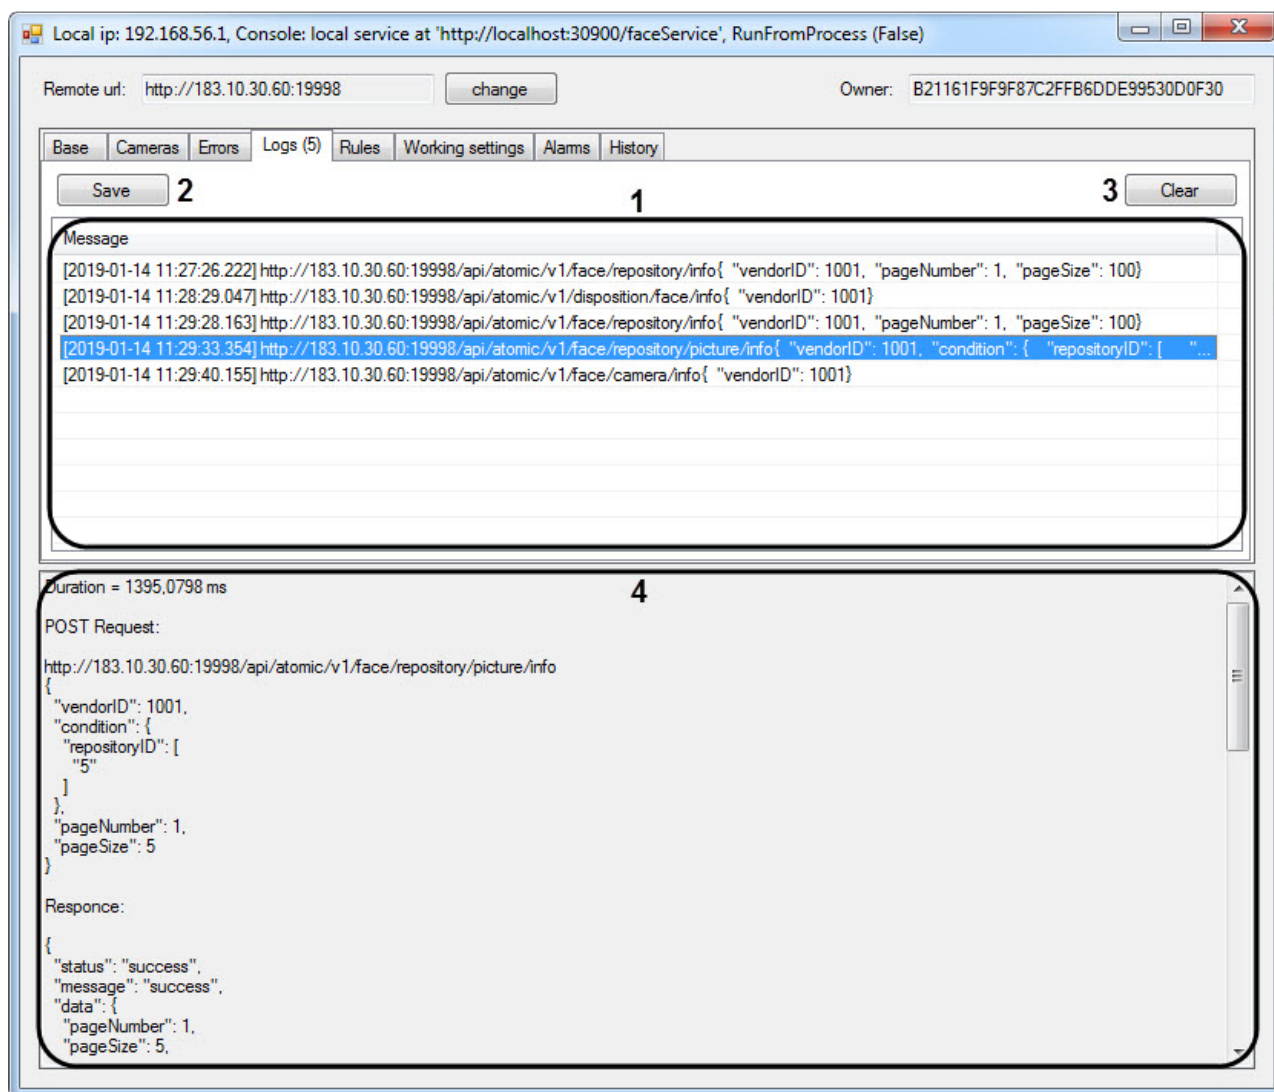 Local ip: 192.168.56.1, Console: local service at 'http://localhost:30900/faceService', RunFromProcess (False)
Remote url: http://183.10.30.60:19998 change Owner: B21161F9F9F87C2FFB6DDE99530D0F30
Base Cameras Errors Logs (5) Rules Working settings Alarms History
Save 2 1 3 Clear
Message
[2019-01-14 11:27:26.222] http://183.10.30.60:19998/api/atomic/v1/face/repository/info{ "vendorID": 1001, "pageNumber": 1, "pageSize": 100}
[2019-01-14 11:28:29.047] http://183.10.30.60:19998/api/atomic/v1/disposition/face/info{ "vendorID": 1001}
[2019-01-14 11:29:28.163] http://183.10.30.60:19998/api/atomic/v1/face/repository/info{ "vendorID": 1001, "pageNumber": 1, "pageSize": 100}
[2019-01-14 11:29:33.354] http://183.10.30.60:19998/api/atomic/v1/face/repository/picture/info{ "vendorID": 1001, "condition": { "repositoryID": [ "...
[2019-01-14 11:29:40.155] http://183.10.30.60:19998/api/atomic/v1/face/camera/info{ "vendorID": 1001}
Duration = 1395,0798 ms 4
POST Request:
http://183.10.30.60:19998/api/atomic/v1/face/repository/picture/info
{
"vendorID": 1001,
"condition": {
"repositoryID": [
"5"
]
},
"pageNumber": 1,
"pageSize": 5
}
Responce:
{
"status": "success",
"message": "success",
"data": {
"pageNumber": 1,
"pageSize": 5,